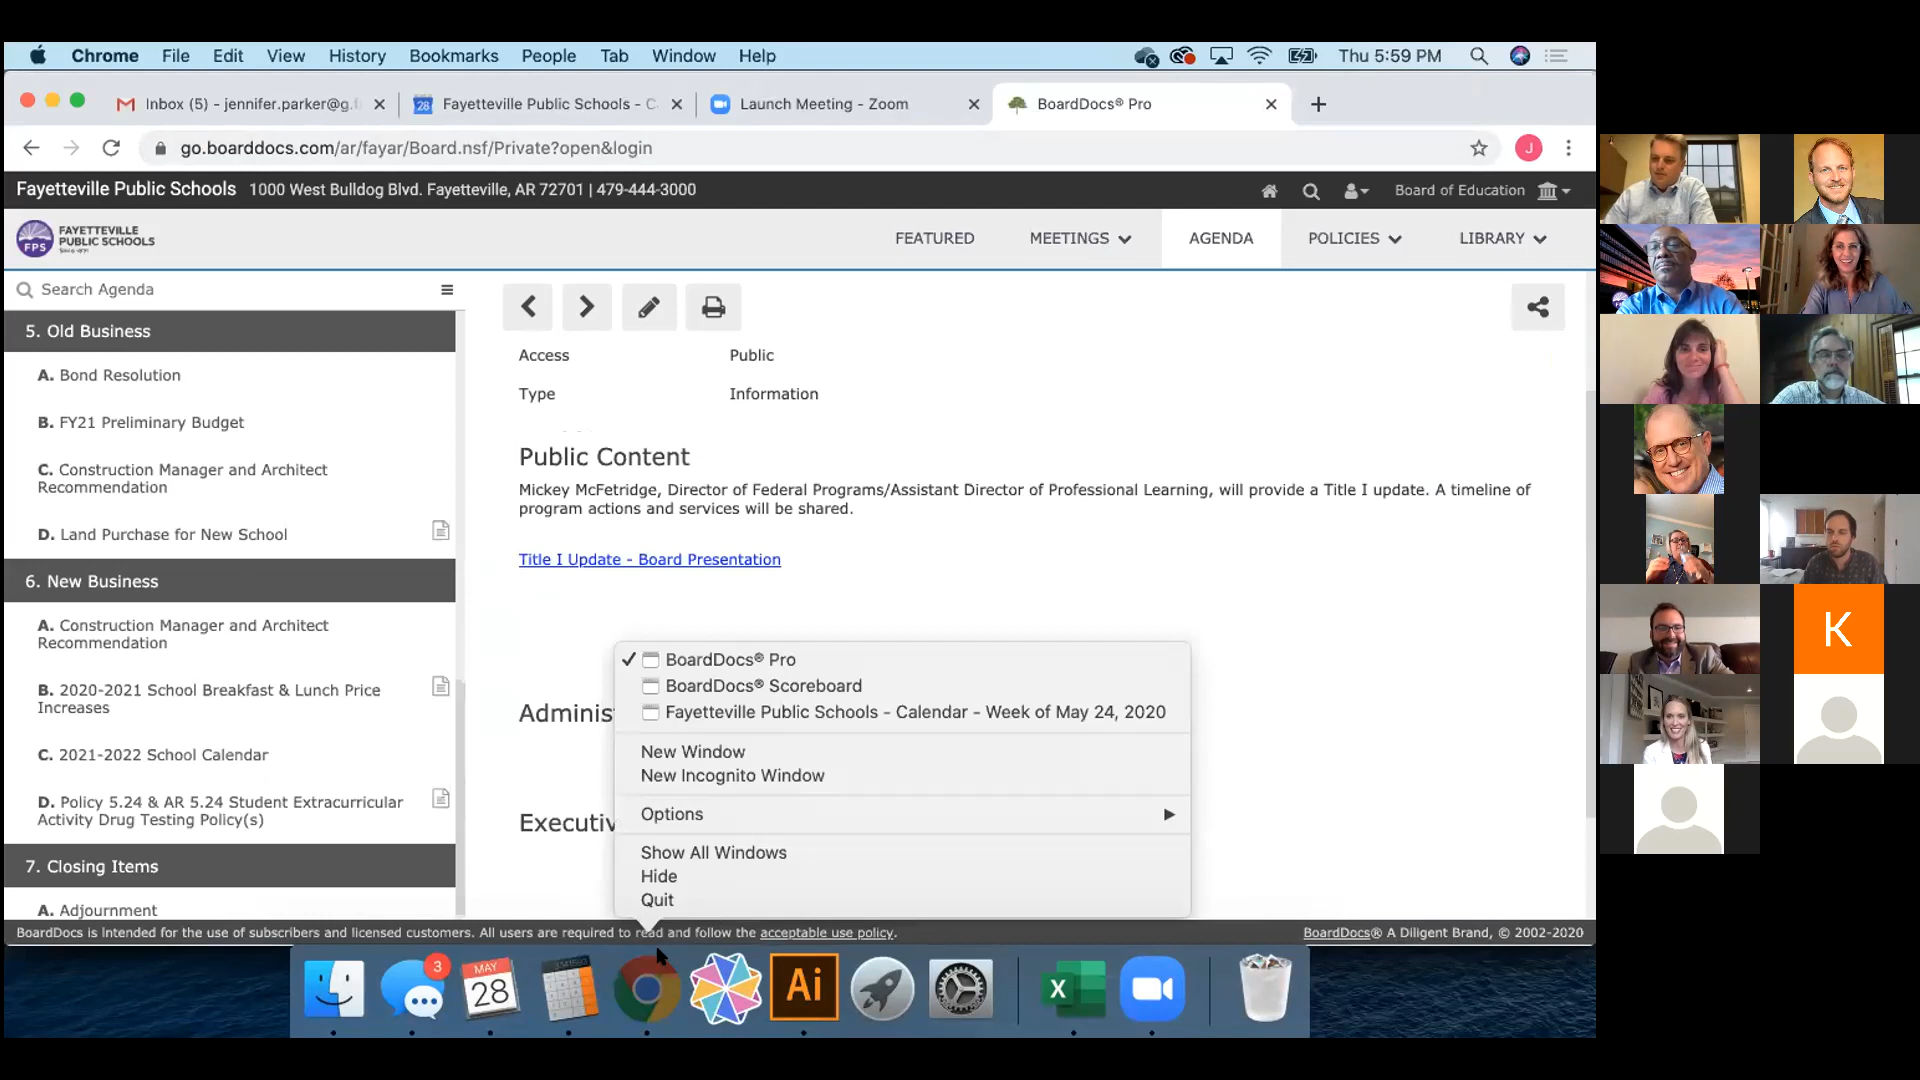 Chrome File Edit View History Bookmarks People Tab Window Help Thu 5:59 PM
Inbox (5) - jennifer.parker@g.f
28 Fayetteville Public Schools - C
Launch Meeting - Zoom
BoardDocs® Pro
go.boarddocs.com/ar/fayar/Board.nsf/Private?open&login
J
Fayetteville Public Schools 1000 West Bulldog Blvd. Fayetteville, AR 72701 | 479-444-3000
Board of Education
FPS
FAYETTEVILLE
PUBLIC SCHOOLS
FEATURED MEETINGS AGENDA POLICIES LIBRARY
Search Agenda
5. Old Business
A. Bond Resolution
B. FY21 Preliminary Budget
C. Construction Manager and Architect
Recommendation
D. Land Purchase for New School
6. New Business
A. Construction Manager and Architect
Recommendation
B. 2020-2021 School Breakfast & Lunch Price
Increases
C. 2021-2022 School Calendar
D. Policy 5.24 & AR 5.24 Student Extracurricular
Activity Drug Testing Policy(s)
7. Closing Items
A. Adjournment
Access Public
Type Information
Public Content
Mickey McFetridge, Director of Federal Programs/Assistant Director of Professional Learning, will provide a Title I update. A timeline of
program actions and services will be shared.
Title I Update - Board Presentation
Adminis
Executiv
BoardDocs® Pro
BoardDocs® Scoreboard
Fayetteville Public Schools - Calendar - Week of May 24, 2020
New Window
New Incognito Window
Options
Show All Windows
Hide
Quit
BoardDocs is intended for the use of subscribers and licensed customers. All users are required to read and follow the acceptable use policy.
BoardDocs® A Diligent Brand, © 2002-2020
3
MAY
28
Ai
X
K